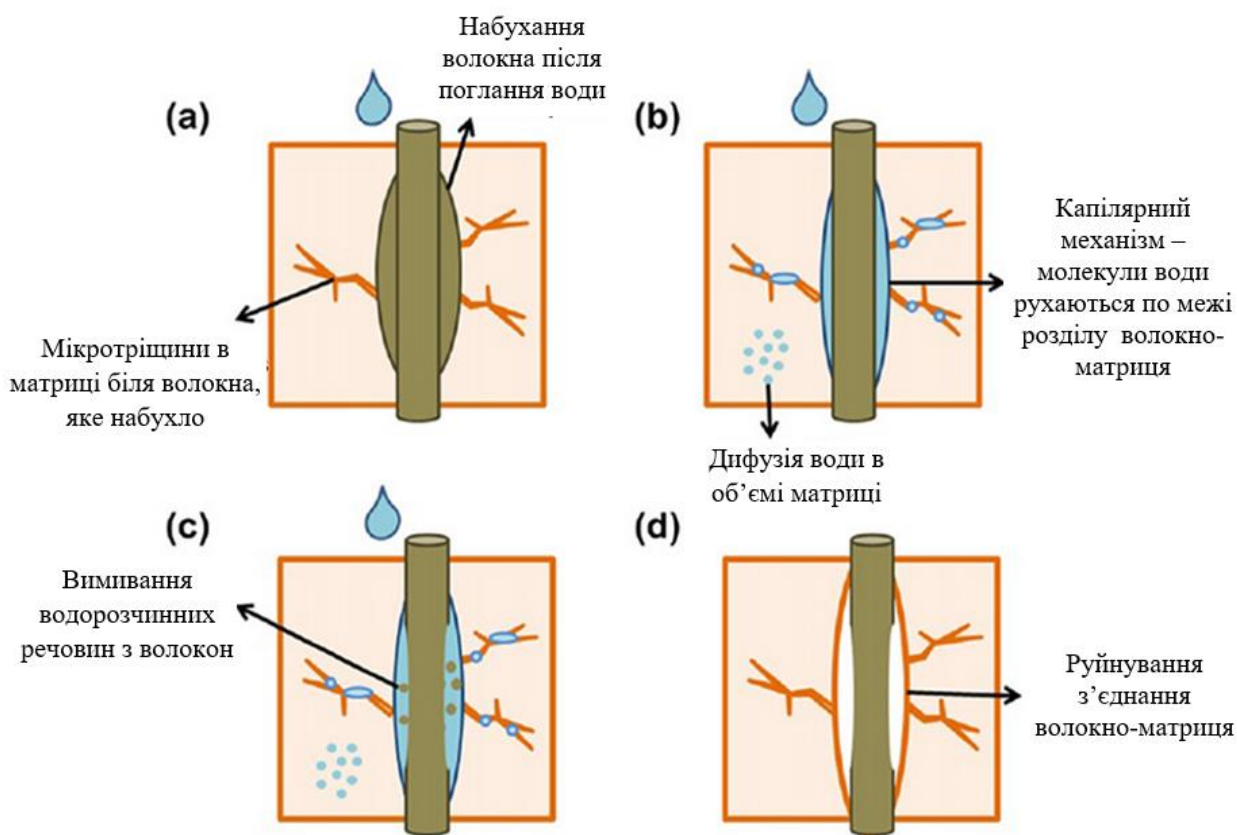 Набухання
волокна після
поглання води
(a)
(b)
Мікротріщини в
матриці біля волокна,
яке набухло
Капілярний
механізм –
молекули води
рухаються по межі
розділу волокно-
матриця
Дифузія води в
об’ємі матриці
(c)
(d)
Вимивання
водорозчинних
речовин з волокон
Руйнування
з’єднання
волокно-матриця